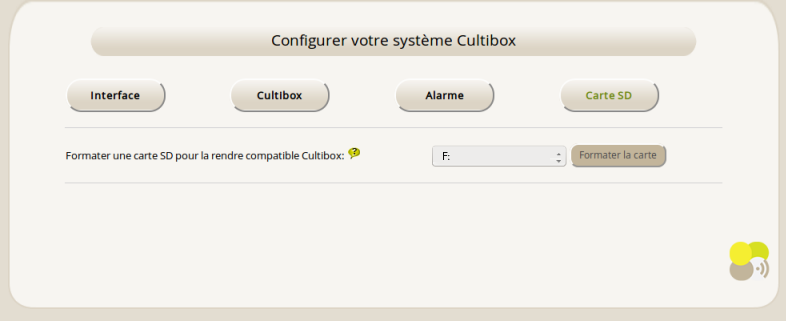 Configurer votre système Cultibox
Interface
Cultibox
Alarme
Carte SD
Formater une carte SD pour la rendre compatible Cultibox:
?
F:
Formater la carte